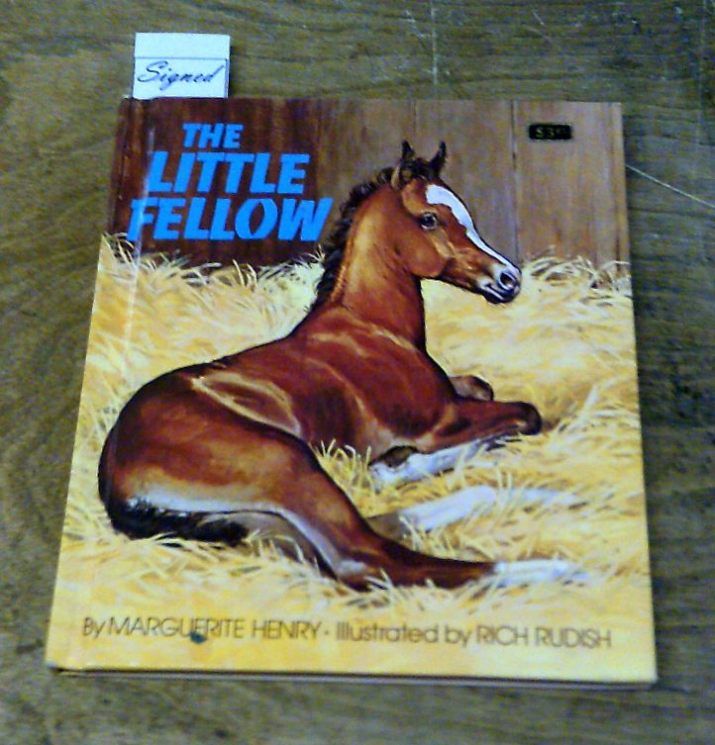 Signed
THE
LITTLE
FELLOW
By MARGUERITE HENRY · Illustrated by RICH RUDISH